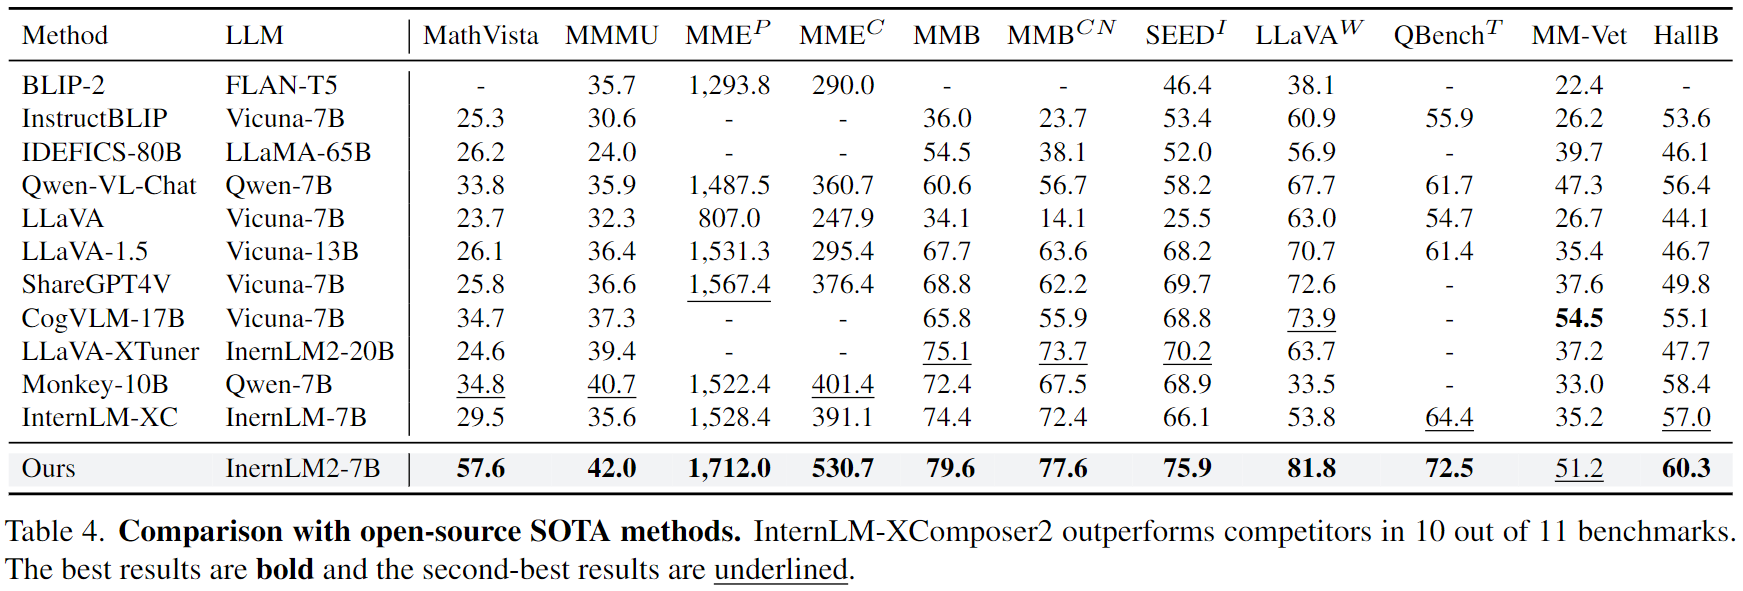 Method LLM MathVista MMMU MME^P MME^C MMB MMB^CN SEED^I LLaVA^W QBench^T MM-Vet HallB
BLIP-2 FLAN-T5 - 35.7 1,293.8 290.0 - - 46.4 38.1 - 22.4 -
InstructBLIP Vicuna-7B 25.3 30.6 - - 36.0 23.7 53.4 60.9 55.9 26.2 53.6
IDEFICS-80B LLaMA-65B 26.2 24.0 - - 54.5 38.1 52.0 56.9 - 39.7 46.1
Qwen-VL-Chat Qwen-7B 33.8 35.9 1,487.5 360.7 60.6 56.7 58.2 67.7 61.7 47.3 56.4
LLaVA Vicuna-7B 23.7 32.3 807.0 247.9 34.1 14.1 25.5 63.0 54.7 26.7 44.1
LLaVA-1.5 Vicuna-13B 26.1 36.4 1,531.3 295.4 67.7 63.6 68.2 70.7 61.4 35.4 46.7
ShareGPT4V Vicuna-7B 25.8 36.6 1,567.4 376.4 68.8 62.2 69.7 72.6 - 37.6 49.8
CogVLM-17B Vicuna-7B 34.7 37.3 - - 65.8 55.9 68.8 73.9 - 54.5 55.1
LLaVA-XTuner InernLM2-20B 24.6 39.4 - - 75.1 73.7 70.2 63.7 - 37.2 47.7
Monkey-10B Qwen-7B 34.8 40.7 1,522.4 401.4 72.4 67.5 68.9 33.5 - 33.0 58.4
InternLM-XC InernLM-7B 29.5 35.6 1,528.4 391.1 74.4 72.4 66.1 53.8 64.4 35.2 57.0
Ours InernLM2-7B 57.6 42.0 1,712.0 530.7 79.6 77.6 75.9 81.8 72.5 51.2 60.3
Table 4. Comparison with open-source SOTA methods. InternLM-XComposer2 outperforms competitors in 10 out of 11 benchmarks.
The best results are bold and the second-best results are underlined.